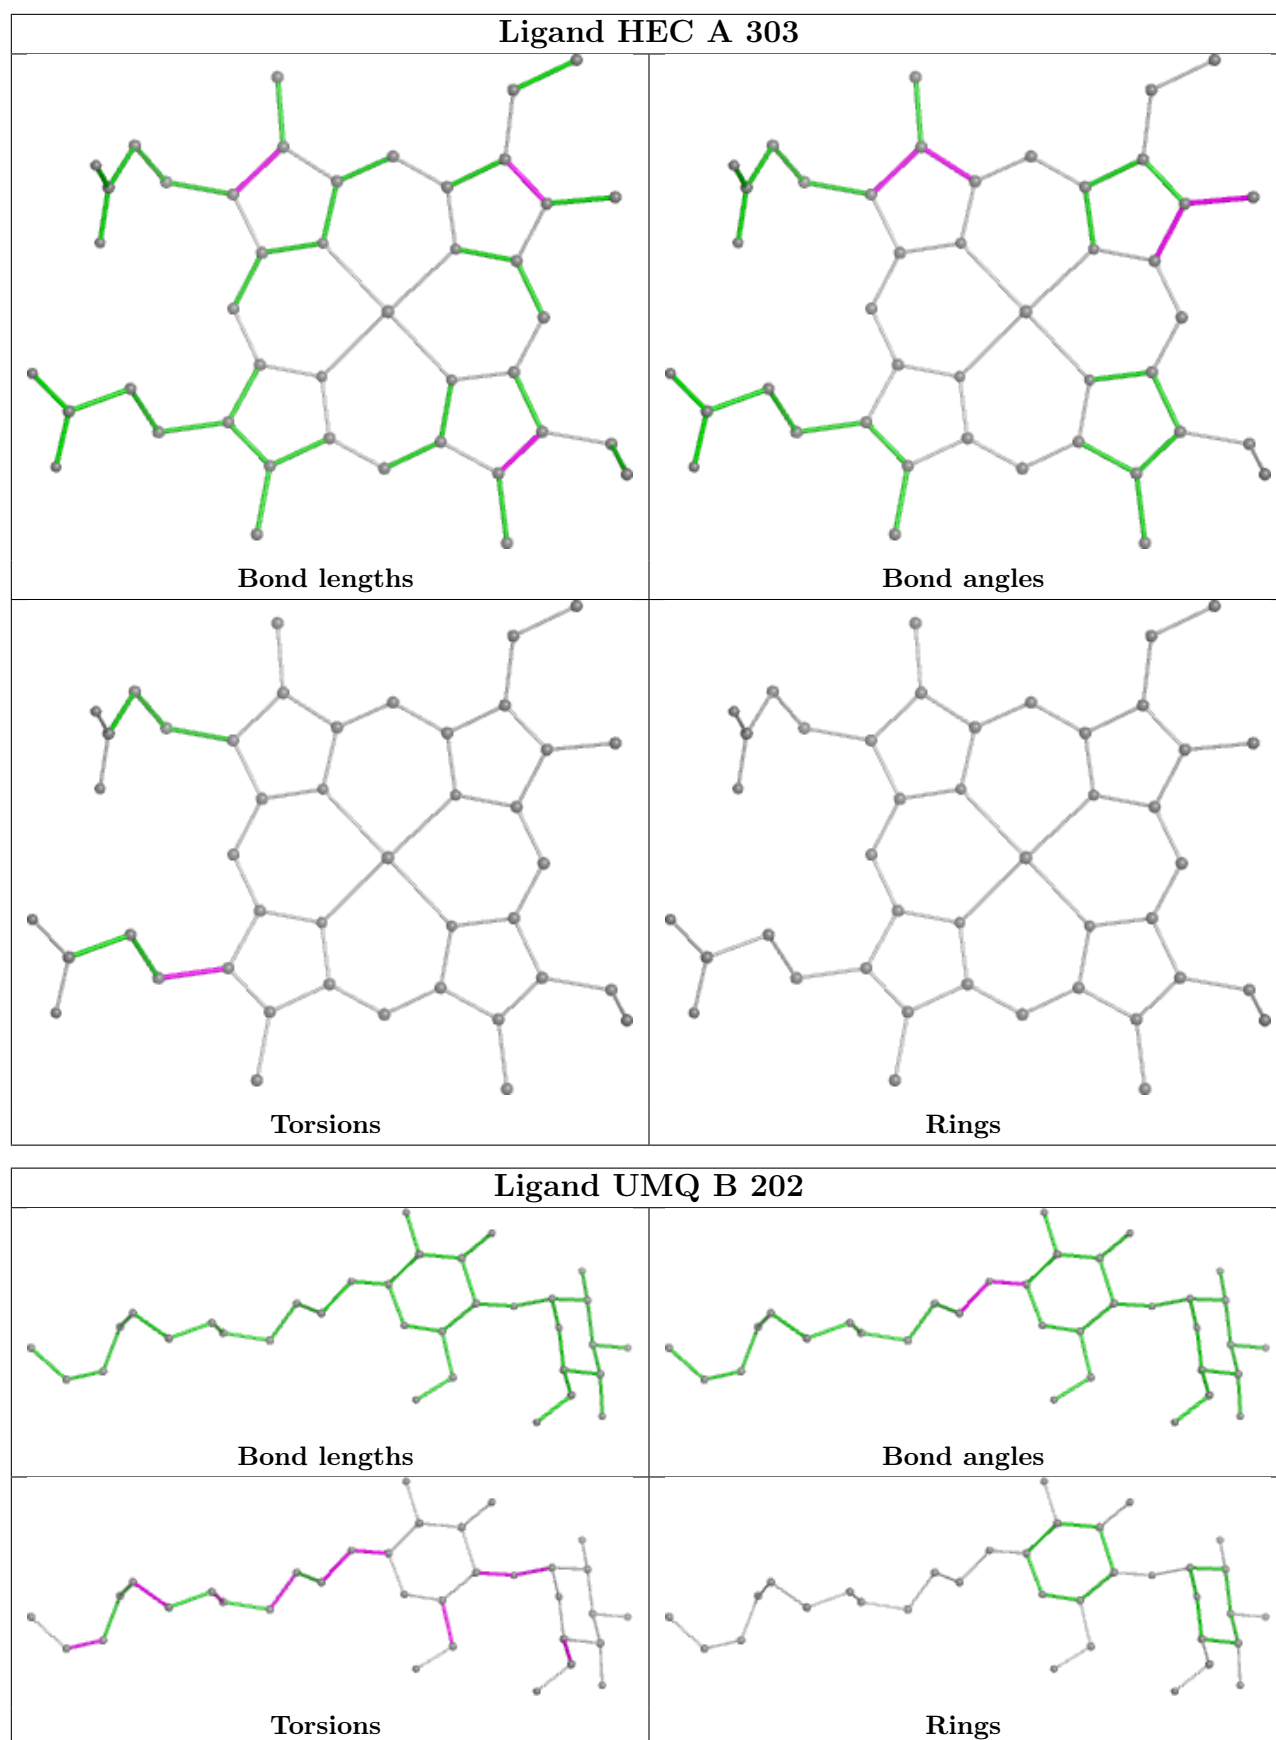 Ligand HEC A 303
Bond lengths
Bond angles
Torsions
Rings
Ligand UMQ B 202
Bond lengths
Bond angles
Torsions
Rings